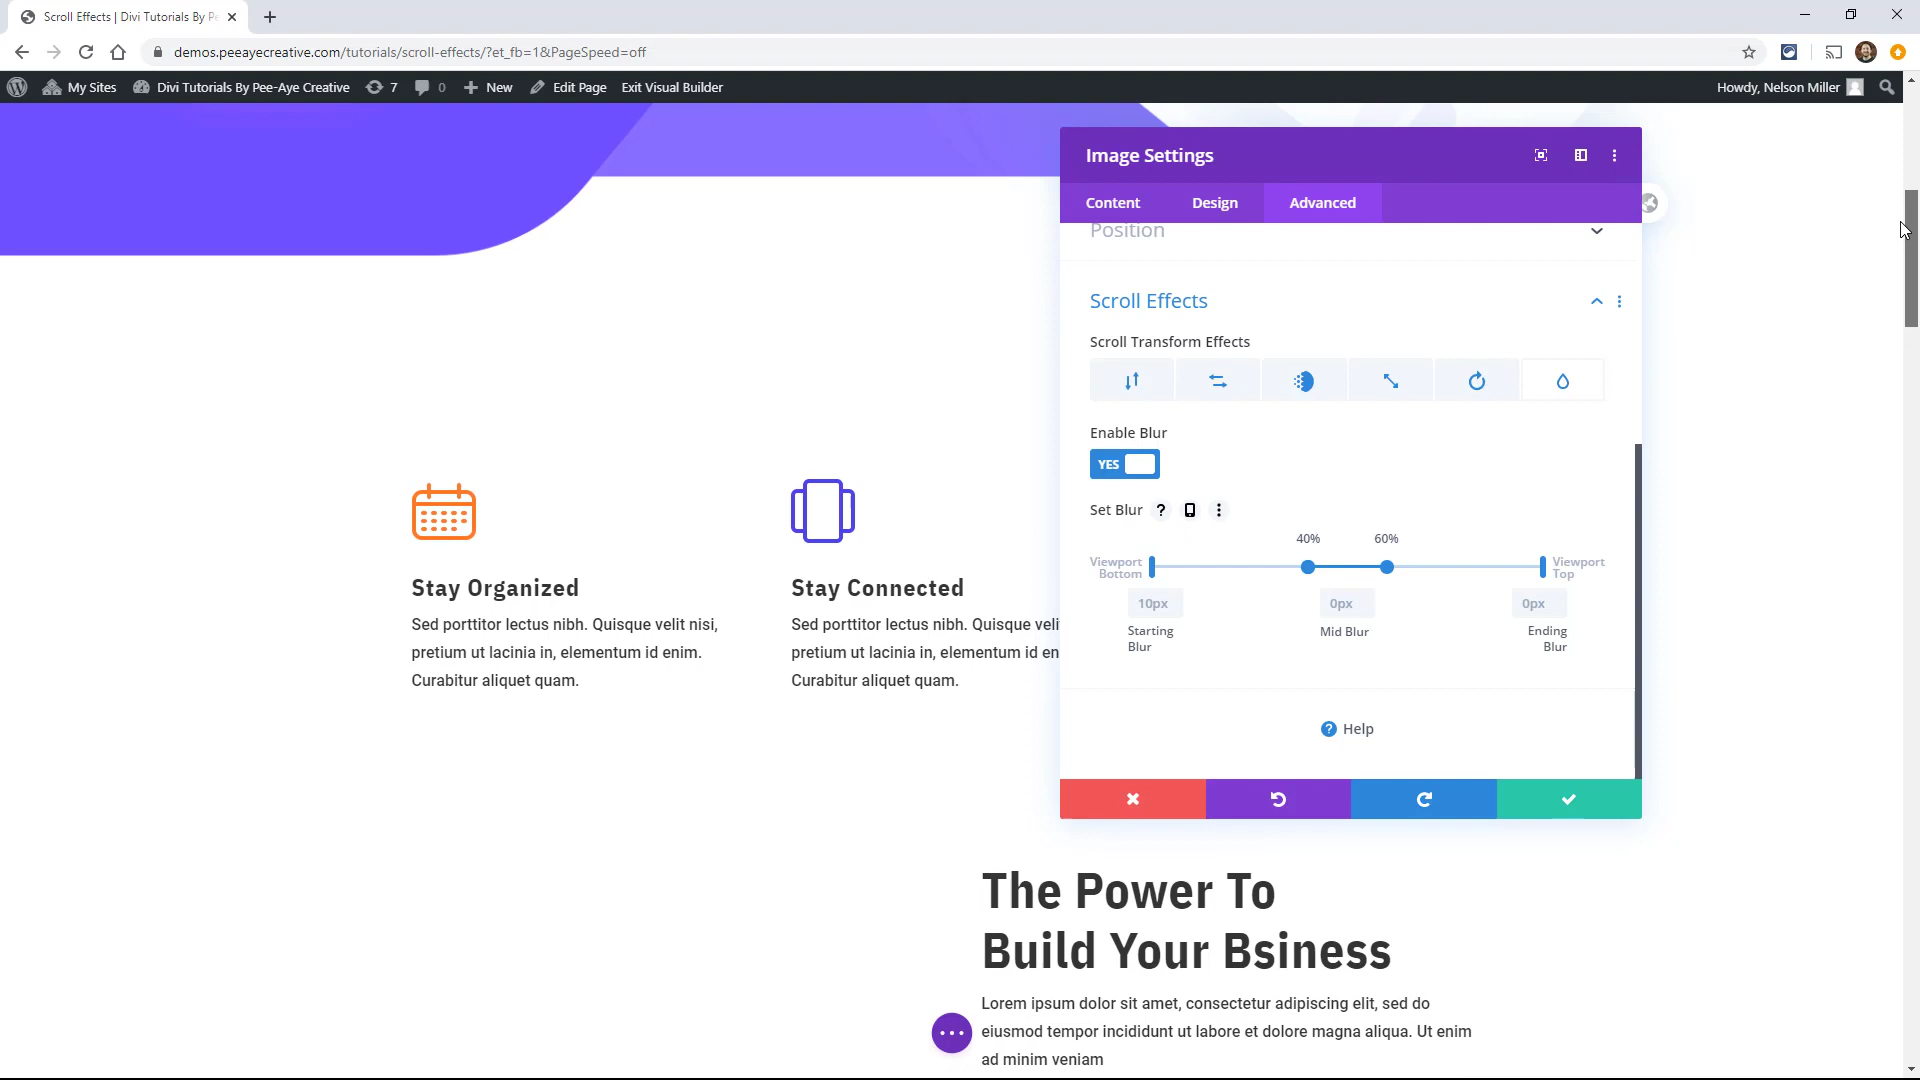 Scroll Effects | Divi Tutorials By Pe
demos.peeayecreative.com/tutorials/scroll-effects/?et_fb=1&PageSpeed=off
My Sites
Divi Tutorials By Pee-Aye Creative
7
0
New
Edit Page
Exit Visual Builder
Howdy, Nelson Miller
Image Settings
Content
Design
Advanced
Position
Scroll Effects
Scroll Transform Effects
Enable Blur
YES
Set Blur
?
40%
60%
Viewport
Bottom
Viewport
Top
10px
0px
0px
Starting
Blur
Mid Blur
Ending
Blur
? Help
Stay Organized
Sed porttitor lectus nibh. Quisque velit nisi,
pretium ut lacinia in, elementum id enim.
Curabitur aliquet quam.
Stay Connected
Sed porttitor lectus nibh. Quisque veli
pretium ut lacinia in, elementum id en
Curabitur aliquet quam.
The Power To
Build Your Bsiness
Lorem ipsum dolor sit amet, consectetur adipiscing elit, sed do
eiusmod tempor incididunt ut labore et dolore magna aliqua. Ut enim
ad minim veniam